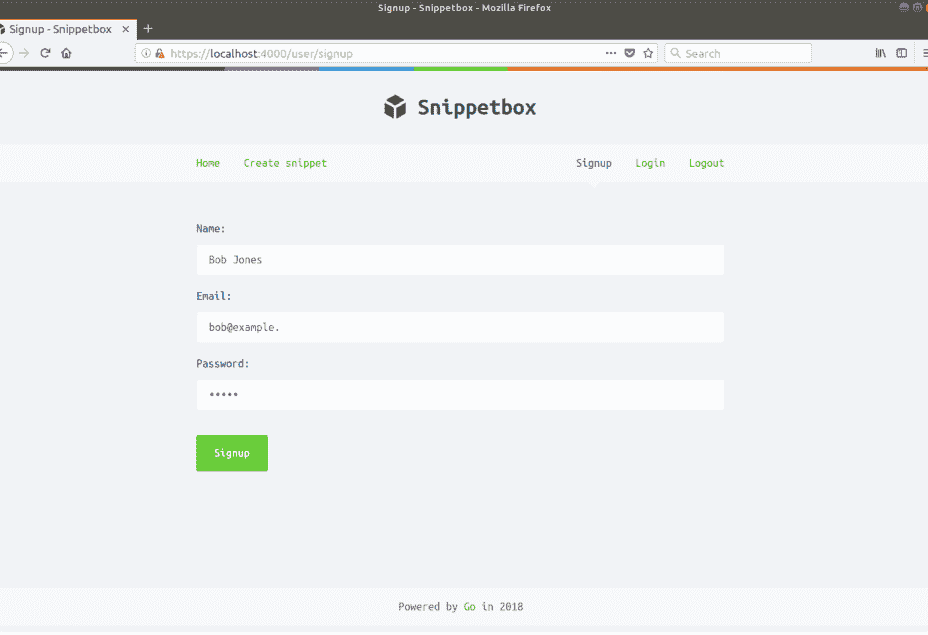 Signup - Snippetbox - Mozilla Firefox
Signup - Snippetbox
https://localhost:4000/user/signup
Search
Snippetbox
Home Create snippet Signup Login Logout
Name:
Bob Jones
Email:
bob@example.
Password:
•••••
Signup
Powered by Go in 2018